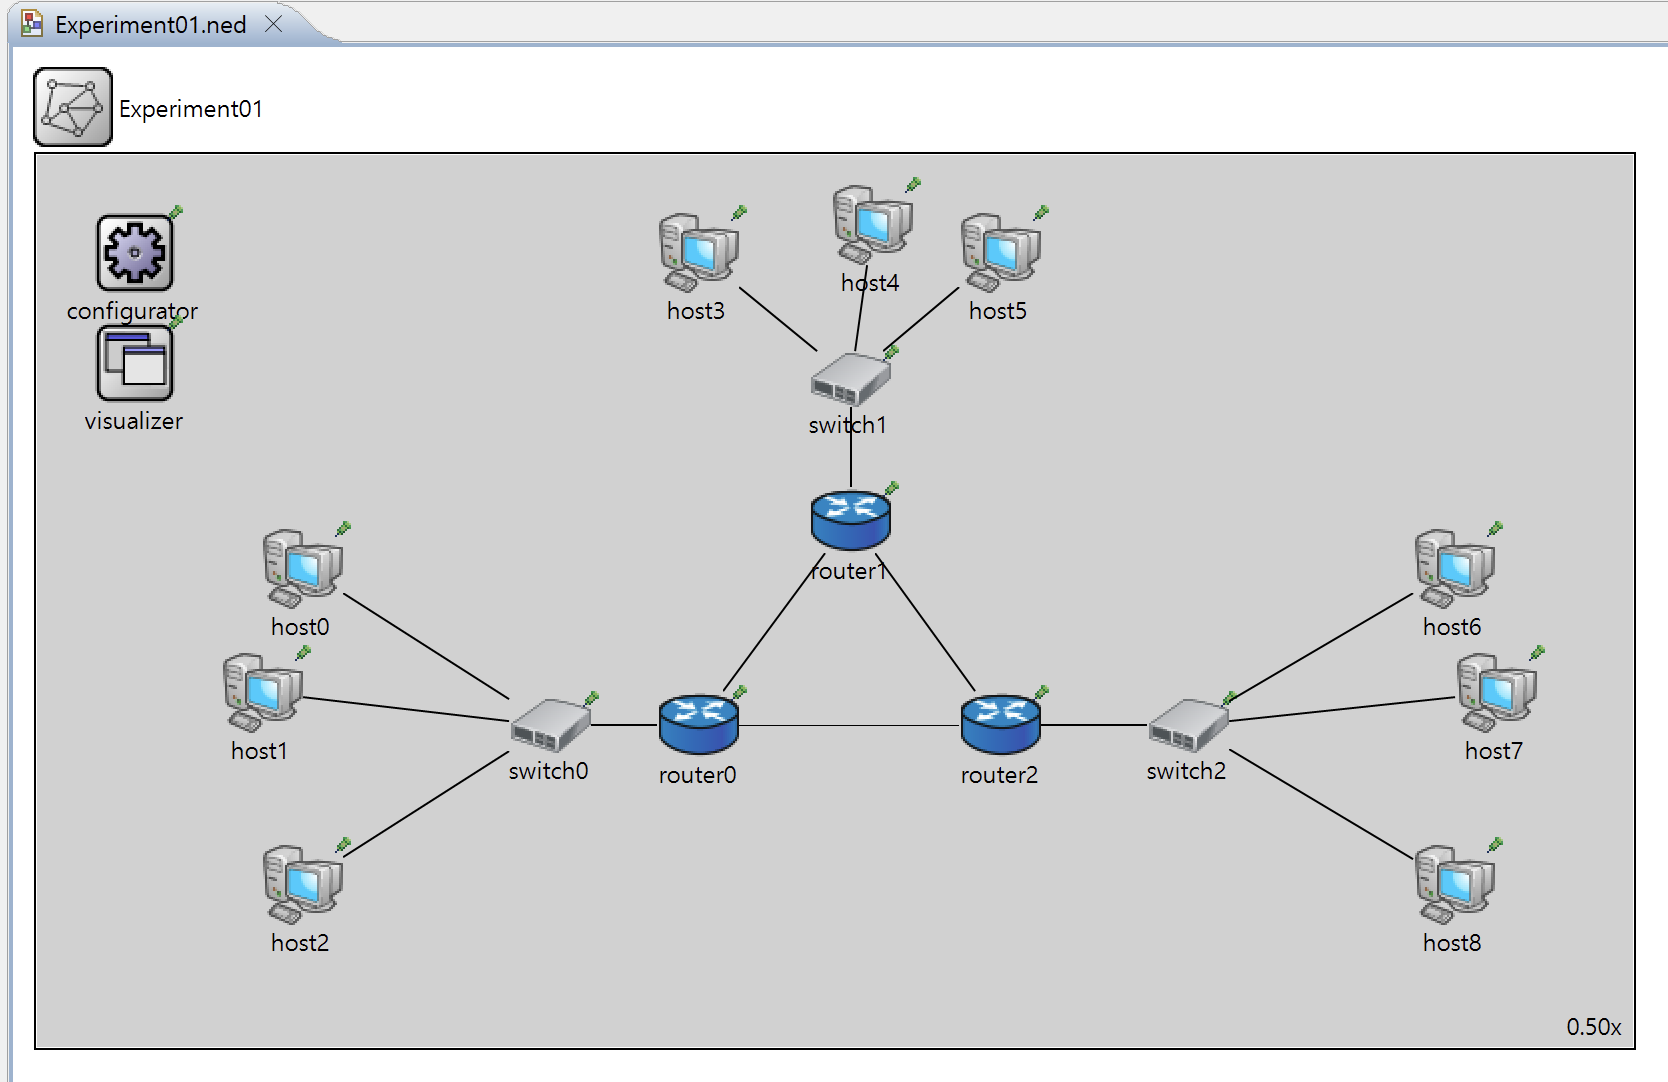 Experiment01.ned
Experiment01
configurator
visualizer
host3
host4
host5
switch1
router1
host0
host1
host2
switch0
router0
router2
switch2
host6
host7
host8
0.50x